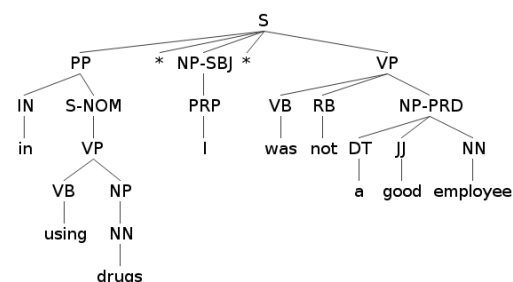 S
PP * NP-SBJ * VP
IN S-NOM PRP VB RB NP-PRD
in VP I was not DT JJ NN
VB NP a good employee
using NN
drugs